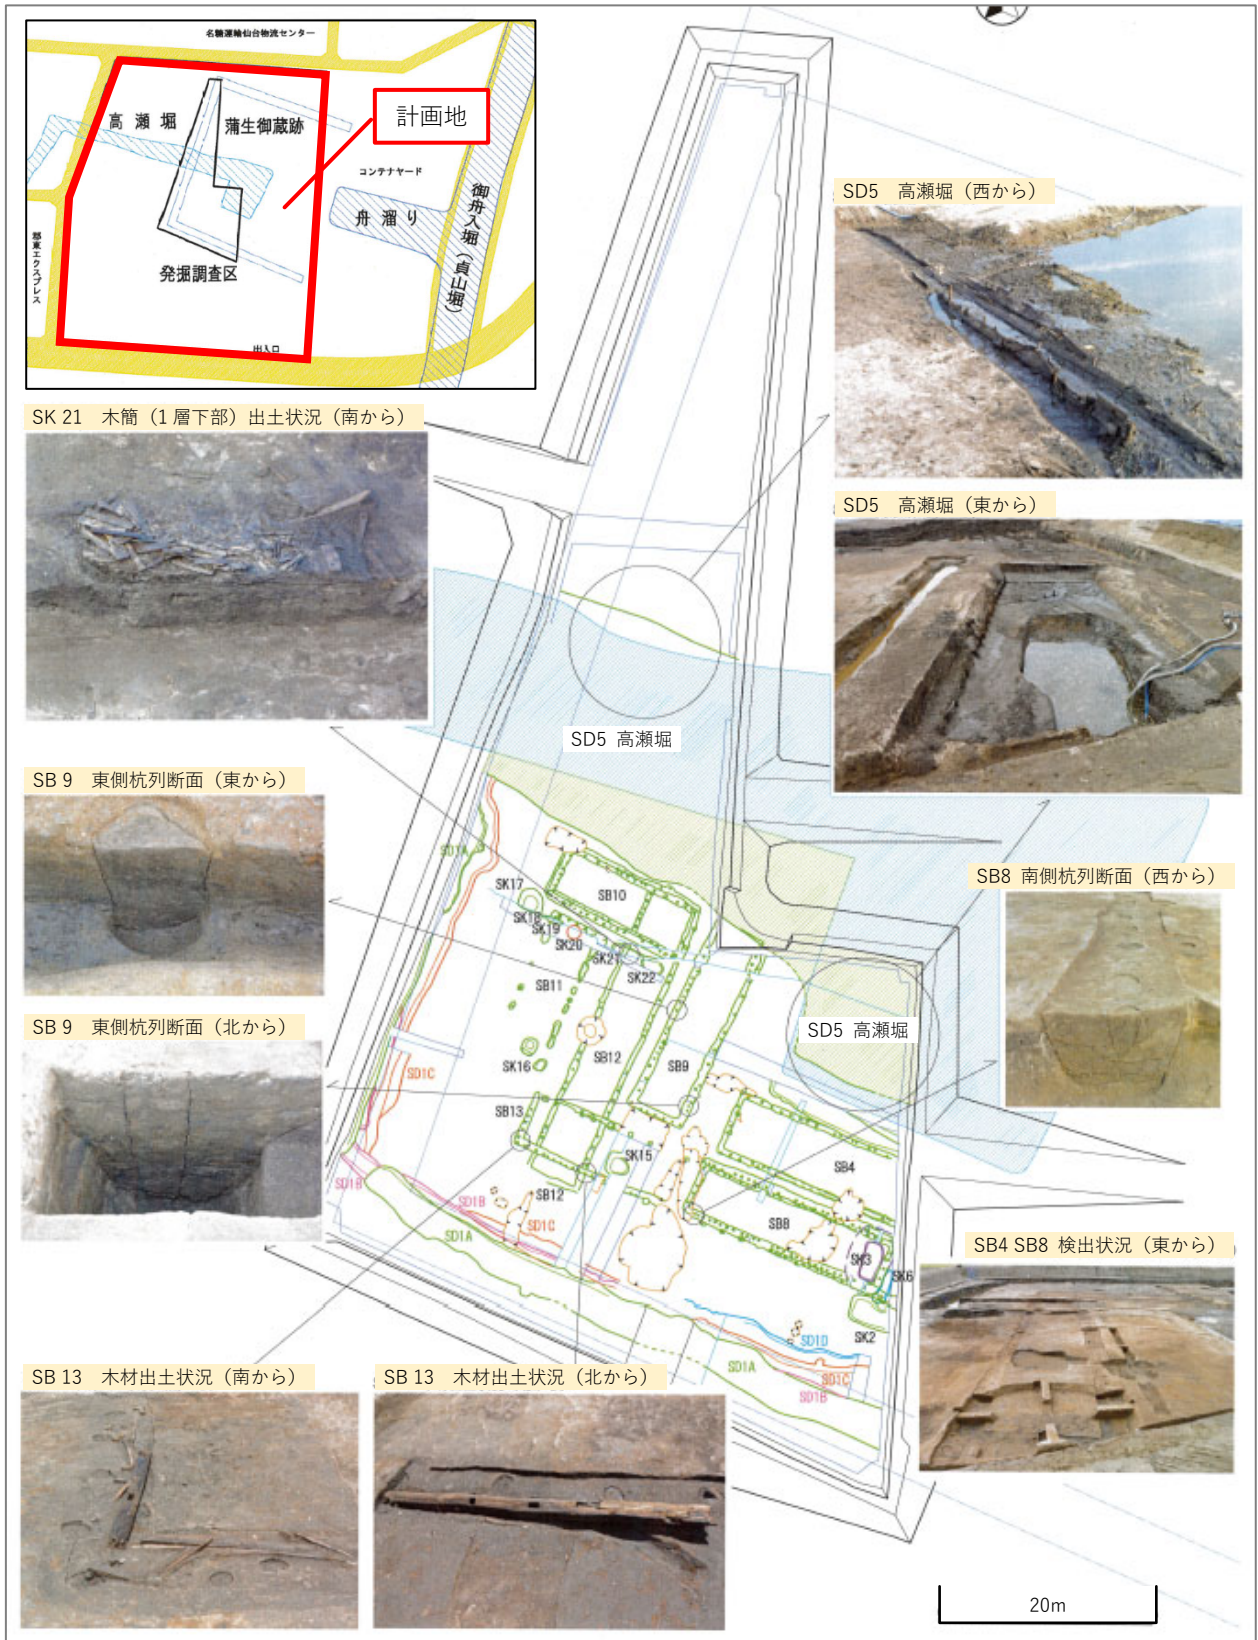 名糖運輸仙台物流センター
高瀬堀
蒲生御蔵跡
計画地
コンテナヤード
舟溜り
御舟入堀（貞山堀）
発掘調査区
出入口
SD5 高瀬堀（西から）
SK 21 木簡（1 層下部）出土状況（南から）
SD5 高瀬堀（東から）
SD5 高瀬堀
SB 9 東側杭列断面（東から）
SB8 南側杭列断面（西から）
SD1A
SK17
SB10
SK18
SK19
SK20
SK21
SK22
SB11
SD5 高瀬堀
SB 9 東側杭列断面（北から）
SB12
SB9
SK16
SD1C
SB13
SK15
SB4
SD1B
SB12
SD1B
SD1C
SD1A
SB8
SK3
SK6
SB4 SB8 検出状況（東から）
SK2
SD1D
SD1A
SD1C
SD1B
SB 13 木材出土状況（南から）
SB 13 木材出土状況（北から）
20m